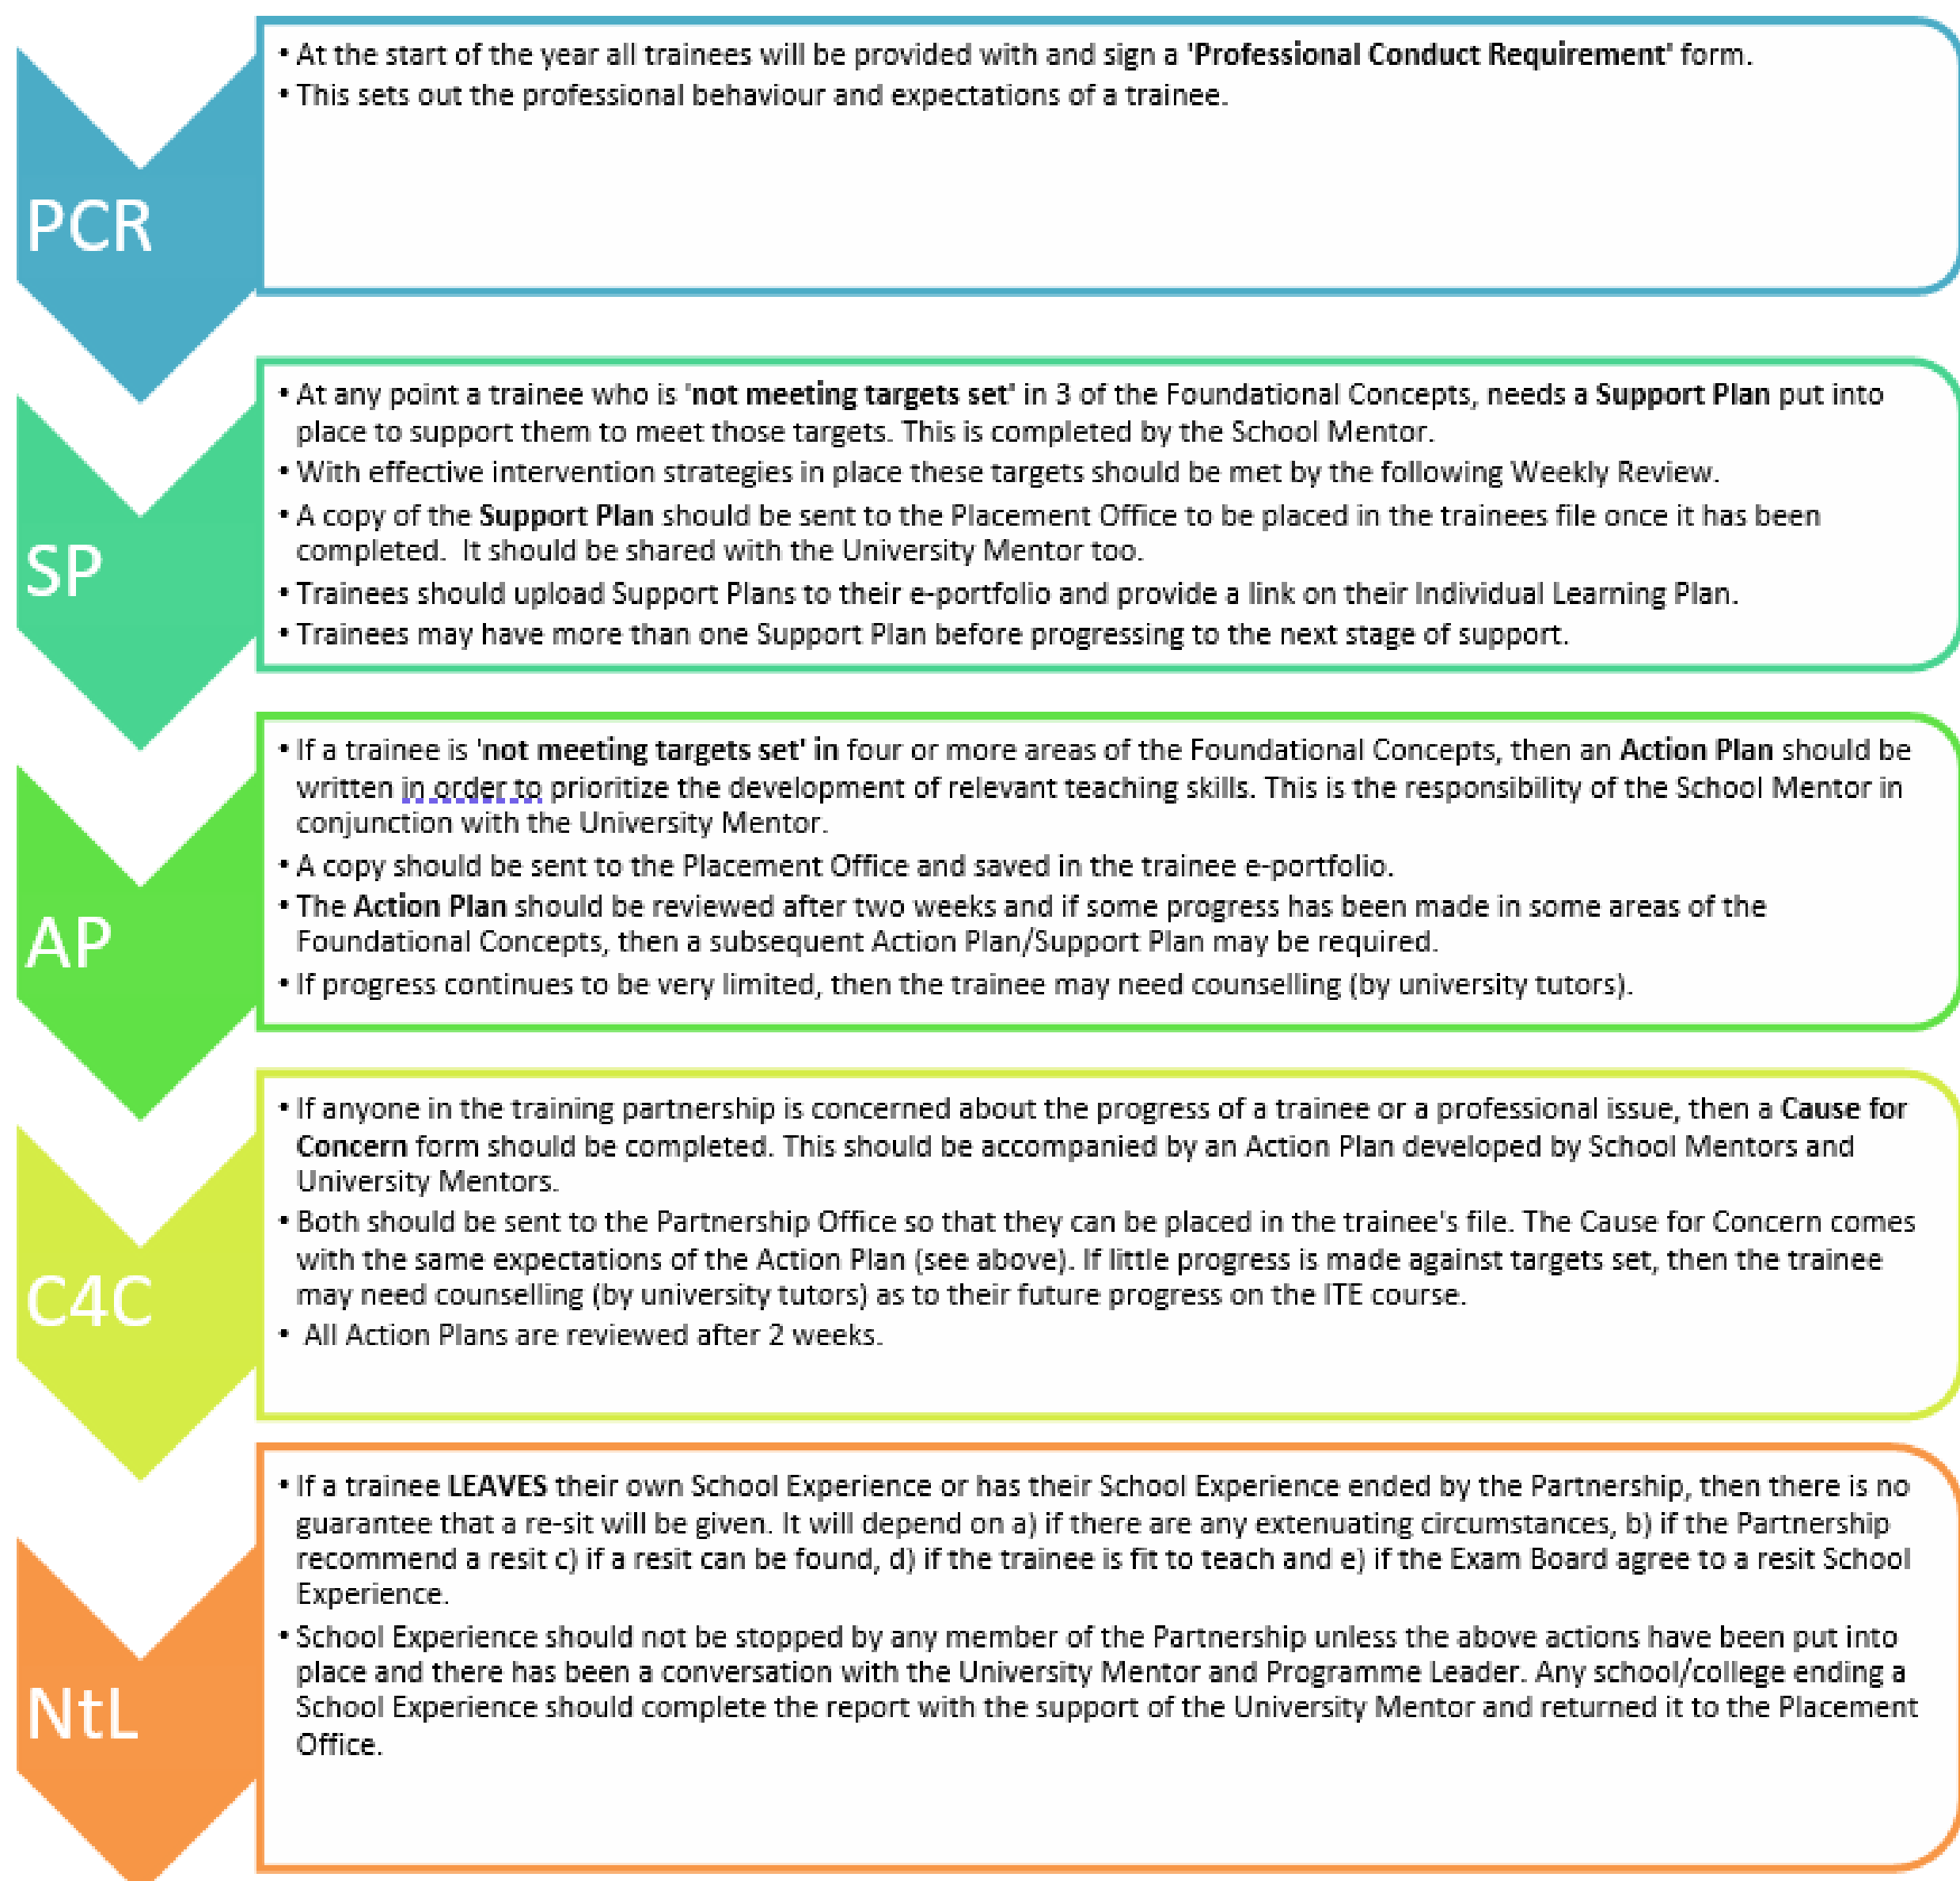 • At the start of the year all trainees will be provided with and sign a 'Professional Conduct Requirement' form.
• This sets out the professional behaviour and expectations of a trainee.
PCR
• At any point a trainee who is 'not meeting targets set' in 3 of the Foundational Concepts, needs a Support Plan put into
place to support them to meet those targets. This is completed by the School Mentor.
• With effective intervention strategies in place these targets should be met by the following Weekly Review.
• A copy of the Support Plan should be sent to the Placement Office to be placed in the trainees file once it has been
completed.  It should be shared with the University Mentor too.
• Trainees should upload Support Plans to their e-portfolio and provide a link on their Individual Learning Plan.
• Trainees may have more than one Support Plan before progressing to the next stage of support.
SP
• If a trainee is 'not meeting targets set' in four or more areas of the Foundational Concepts, then an Action Plan should be
written in order to prioritize the development of relevant teaching skills. This is the responsibility of the School Mentor in
conjunction with the University Mentor.
• A copy should be sent to the Placement Office and saved in the trainee e-portfolio.
• The Action Plan should be reviewed after two weeks and if some progress has been made in some areas of the
Foundational Concepts, then a subsequent Action Plan/Support Plan may be required.
• If progress continues to be very limited, then the trainee may need counselling (by university tutors).
AP
• If anyone in the training partnership is concerned about the progress of a trainee or a professional issue, then a Cause for
Concern form should be completed. This should be accompanied by an Action Plan developed by School Mentors and
University Mentors.
• Both should be sent to the Partnership Office so that they can be placed in the trainee's file. The Cause for Concern comes
with the same expectations of the Action Plan (see above). If little progress is made against targets set, then the trainee
may need counselling (by university tutors) as to their future progress on the ITE course.
• All Action Plans are reviewed after 2 weeks.
C4C
• If a trainee LEAVES their own School Experience or has their School Experience ended by the Partnership, then there is no
guarantee that a re-sit will be given. It will depend on a) if there are any extenuating circumstances, b) if the Partnership
recommend a resit c) if a resit can be found, d) if the trainee is fit to teach and e) if the Exam Board agree to a resit School
Experience.
• School Experience should not be stopped by any member of the Partnership unless the above actions have been put into
place and there has been a conversation with the University Mentor and Programme Leader. Any school/college ending a
School Experience should complete the report with the support of the University Mentor and returned it to the Placement
Office.
NtL